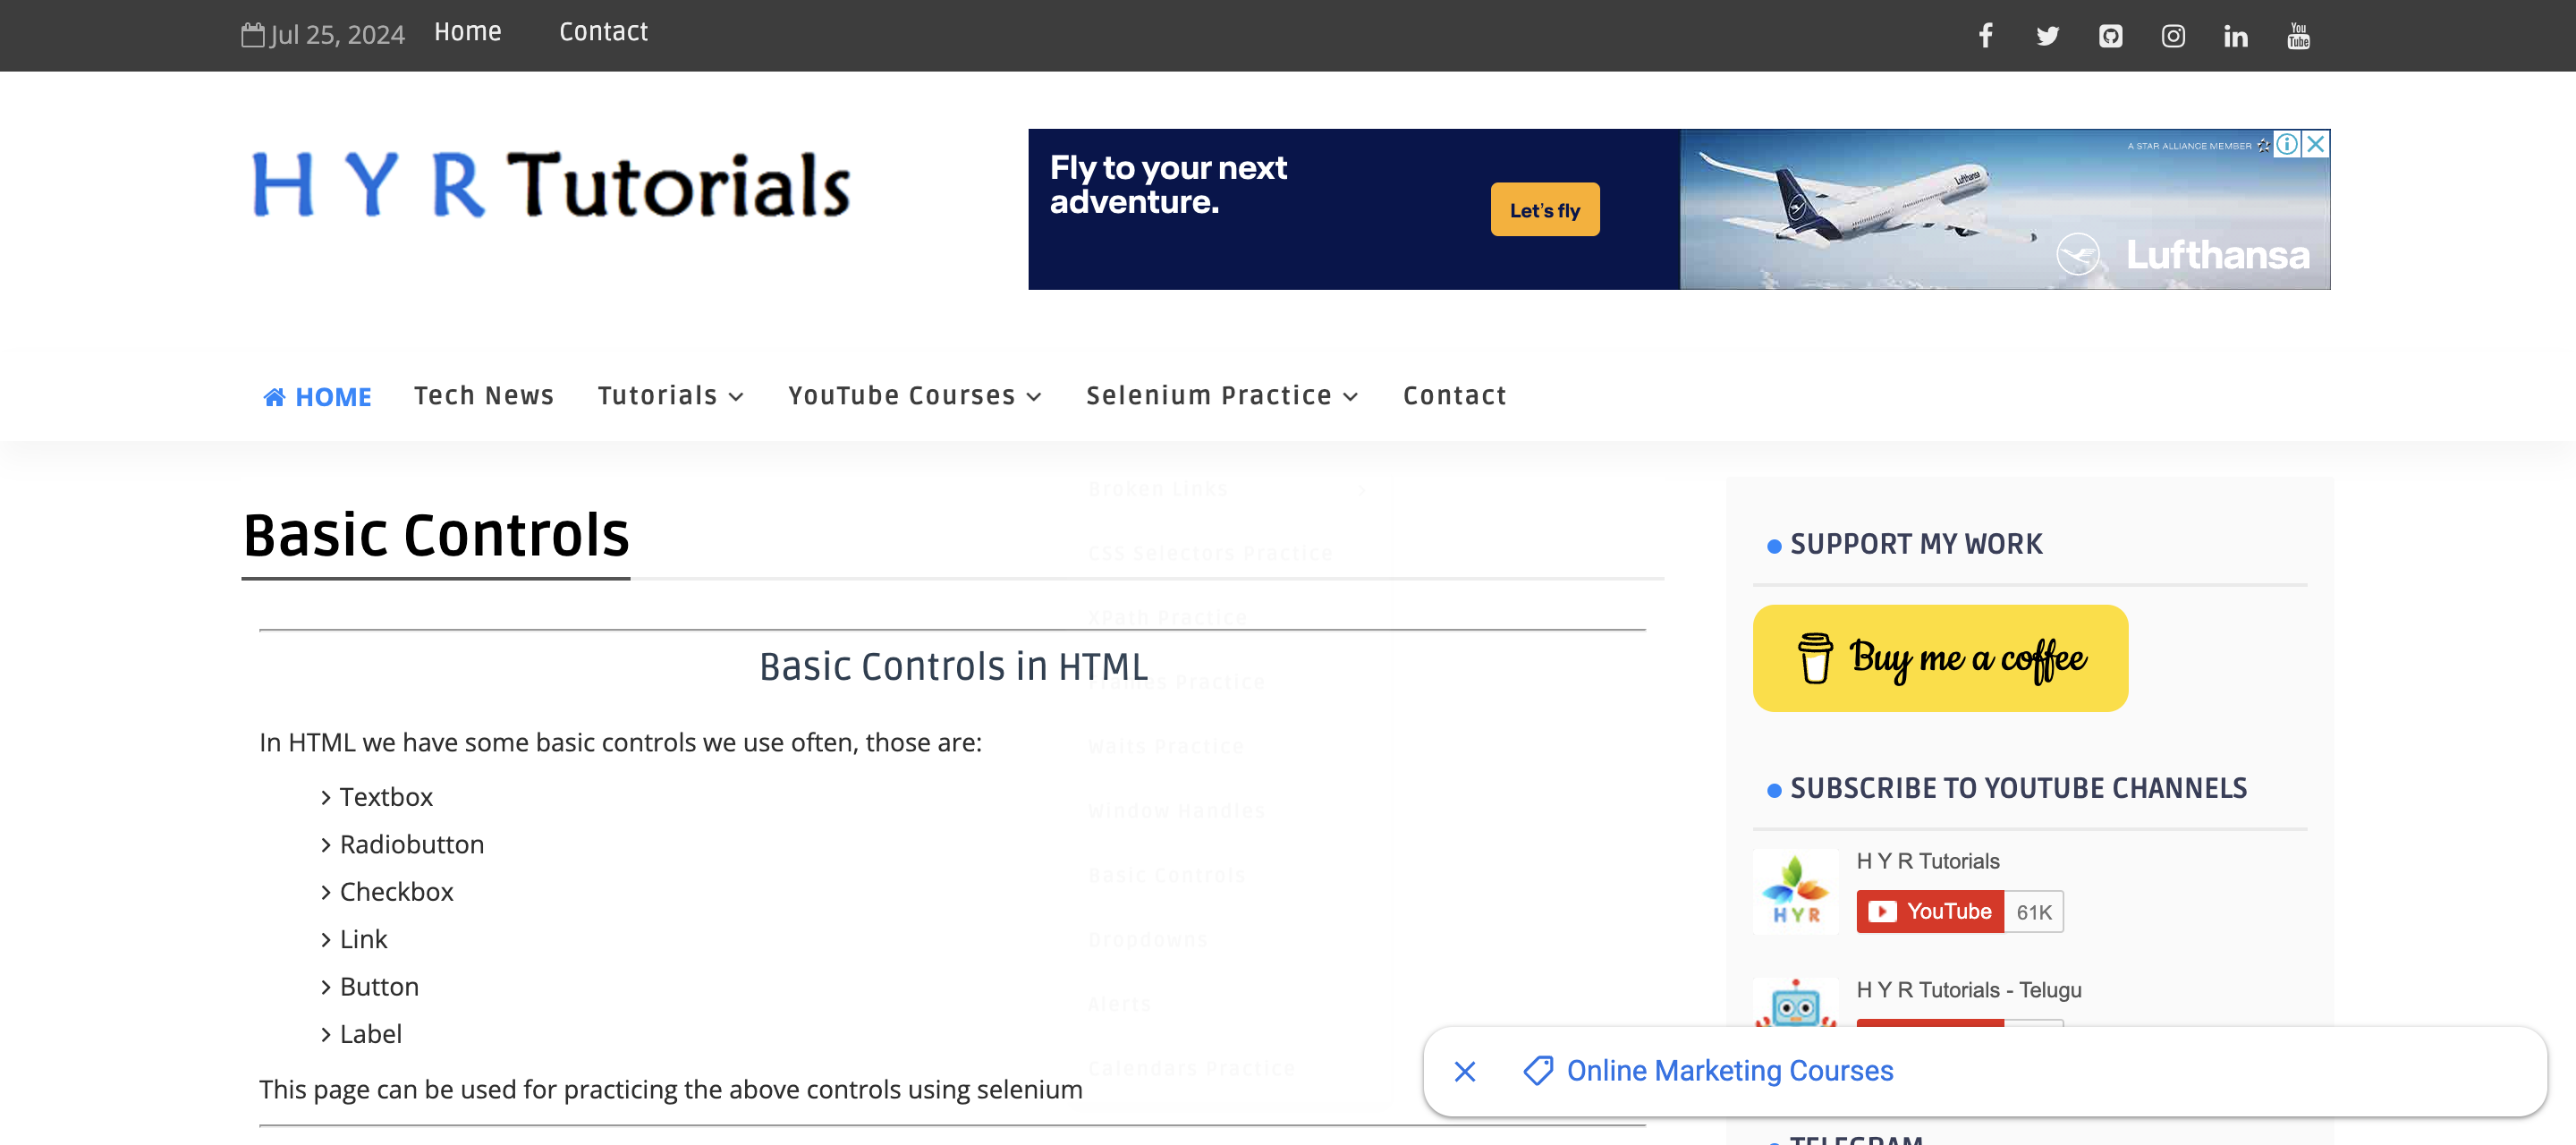 Jul 25, 2024 Home Contact
You
Tube
H Y R Tutorials
Fly to your next
adventure.
Let's fly
A STAR ALLIANCE MEMBER
Lufthansa
Lufthansa
HOME Tech News Tutorials YouTube Courses Selenium Practice Contact
Broken Links
CSS Selectors Practice
XPath Practice
Frames Practice
Waits Practice
Window Handles
Basic Controls
Dropdowns
Alerts
Calendars Practice
Basic Controls
Basic Controls in HTML
In HTML we have some basic controls we use often, those are:
Textbox
Radiobutton
Checkbox
Link
Button
Label
This page can be used for practicing the above controls using selenium
SUPPORT MY WORK
Buy me a coffee
SUBSCRIBE TO YOUTUBE CHANNELS
HYR
H Y R Tutorials
YouTube 61K
H Y R Tutorials - Telugu
Online Marketing Courses
TELEGRAM